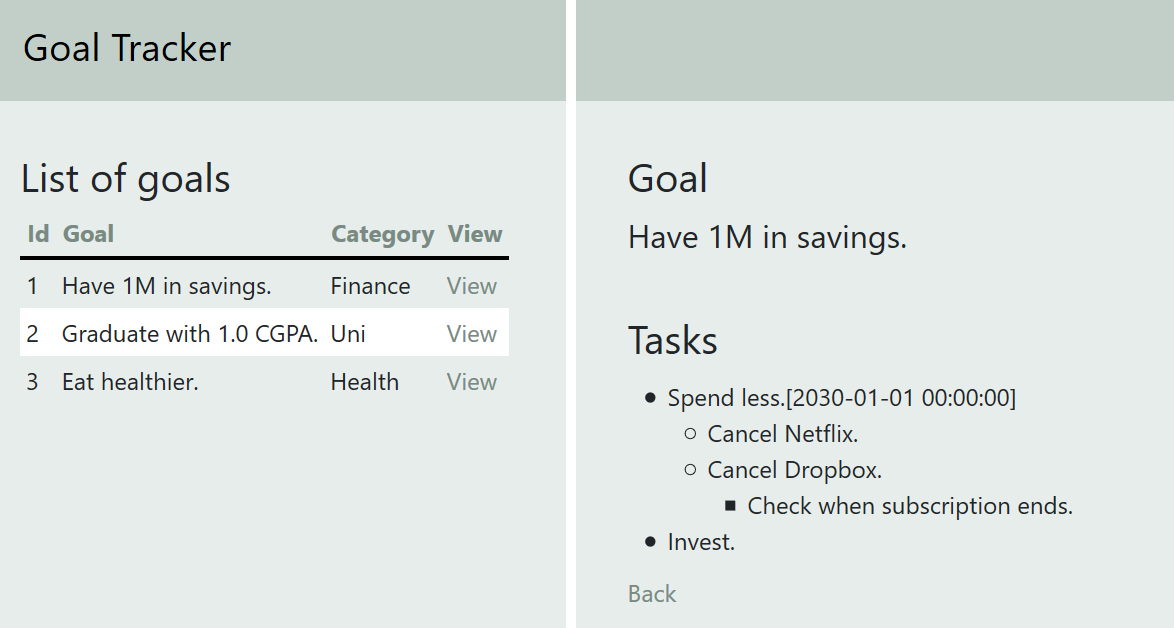 Goal Tracker
List of goals
Id Goal Category View
1 Have 1M in savings. Finance View
2 Graduate with 1.0 CGPA. Uni View
3 Eat healthier. Health View
Goal
Have 1M in savings.
Tasks
Spend less.[2030-01-01 00:00:00]
Cancel Netflix.
Cancel Dropbox.
Check when subscription ends.
Invest.
Back